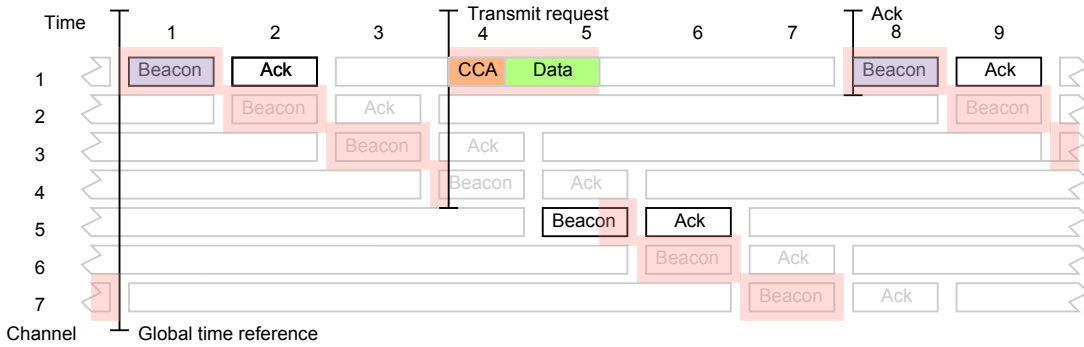 Time Transmit request Ack
1 2 3 4 5 6 7 8 9
1 Beacon Ack CCA Data Beacon Ack
2 Beacon Ack Beacon
3 Beacon Ack
4 Beacon Ack
5 Beacon Ack
6 Beacon Ack
7 Beacon Ack
Channel Global time reference